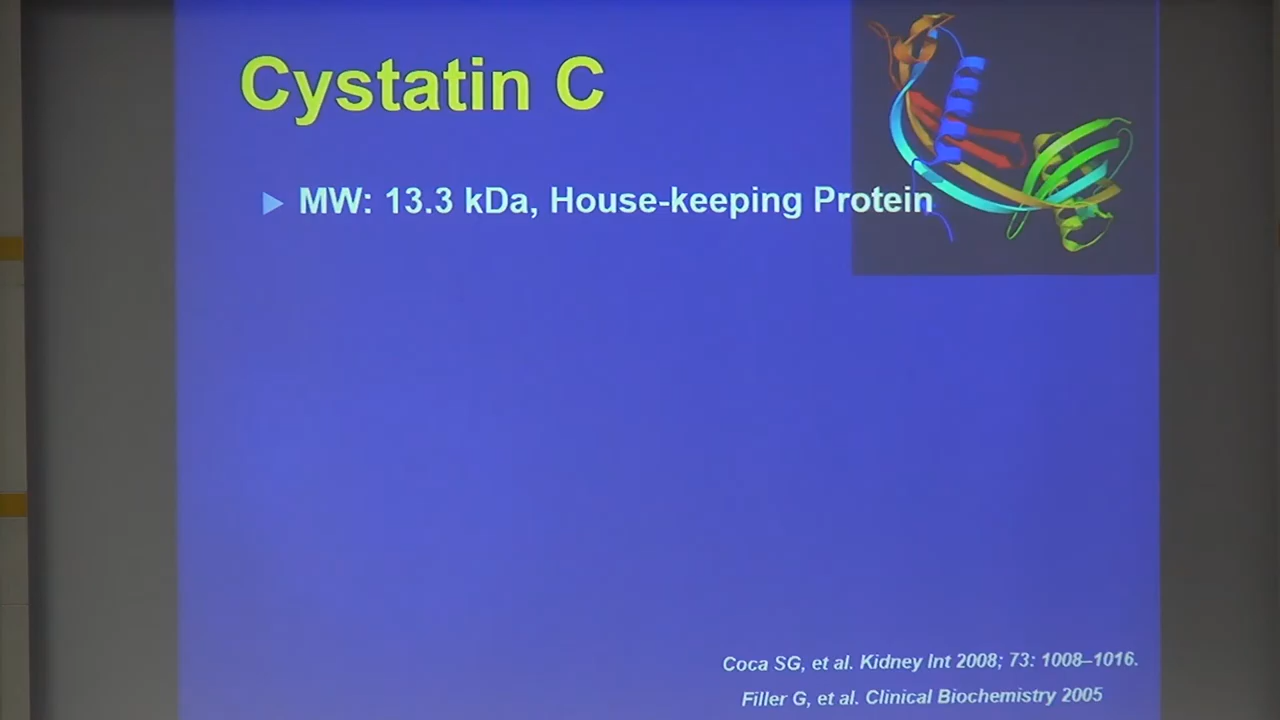 Cystatin C
MW: 13.3 kDa, House-keeping Protein
Coca SG, et al. Kidney Int 2008; 73: 1008–1016.
Filler G, et al. Clinical Biochemistry 2005